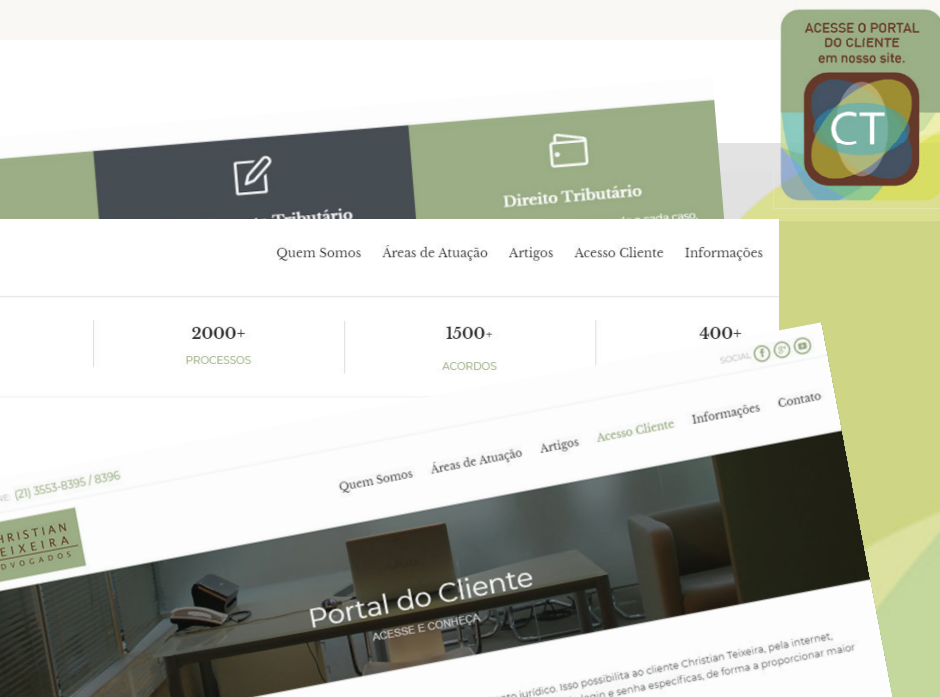 ACESSE O PORTAL
DO CLIENTE
em nosso site.
CT
Tributário
Direito Tributário
cada caso,
Quem Somos Áreas de Atuação Artigos Acesso Cliente Informações
2000+ 1500+ 400+
PROCESSOS ACORDOS
SOCIAL
(21) 3553-8395 / 8396
Quem Somos Áreas de Atuação Artigos Acesso Cliente Informações Contato
CHRISTIAN
TEIXEIRA
ADVOGADOS
Portal do Cliente
ACESSE E CONHEÇA
jurídico. Isso possibilita ao cliente Christian Teixeira, pela internet,
login e senha específicas, de forma a proporcionar maior